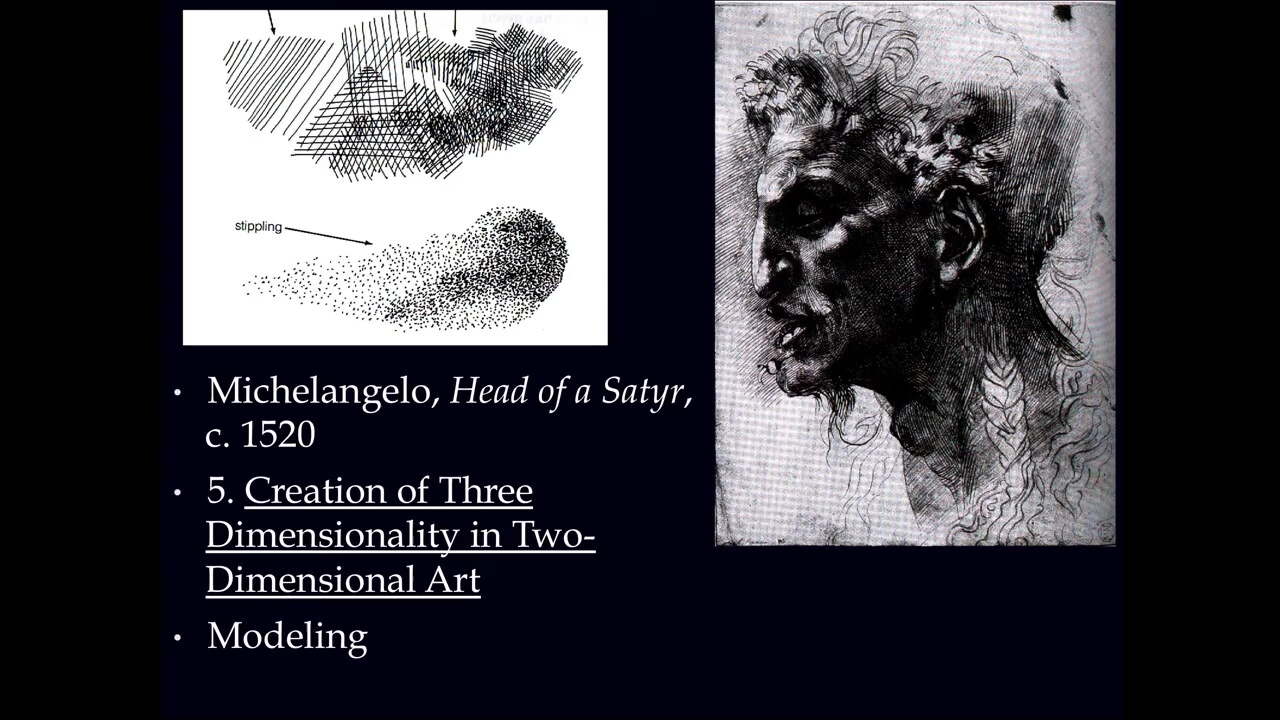 stippling
• Michelangelo, Head of a Satyr,
c. 1520
• 5. Creation of Three
Dimensionality in Two-
Dimensional Art
• Modeling